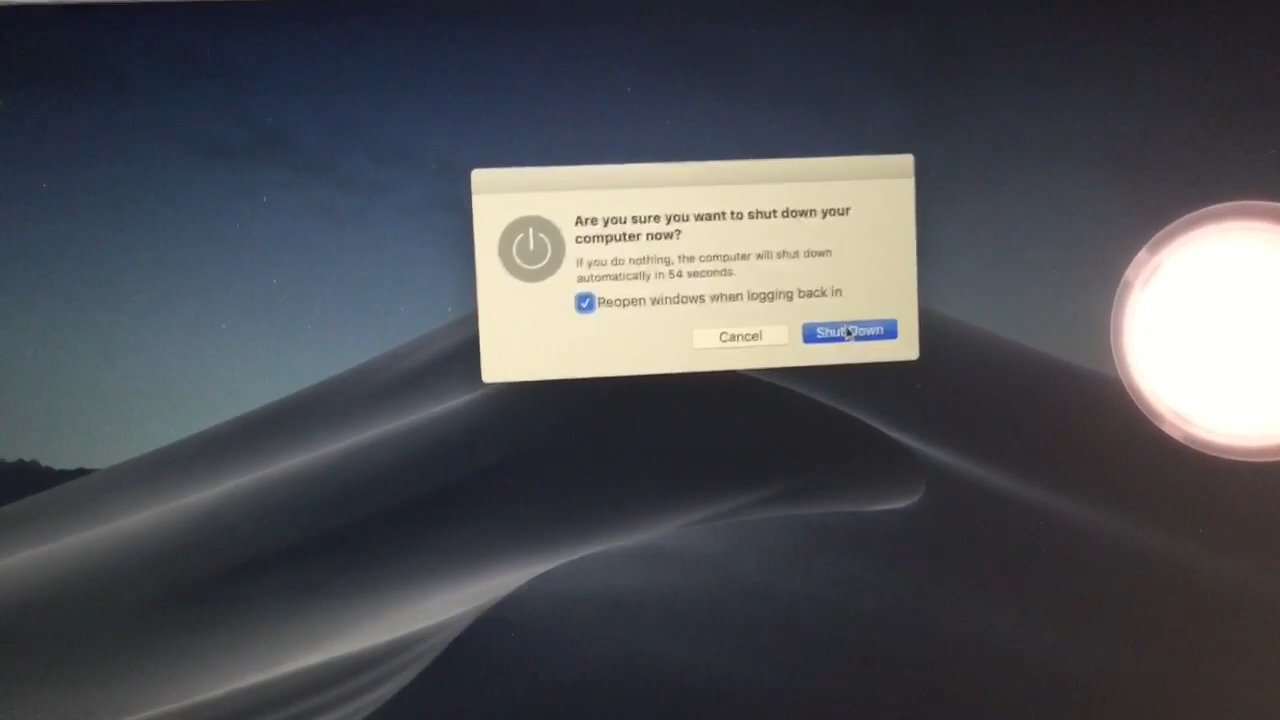 Are you sure you want to shut down your
computer now?
If you do nothing, the computer will shut down
automatically in 54 seconds.
Reopen windows when logging back in
Cancel
Shut Down